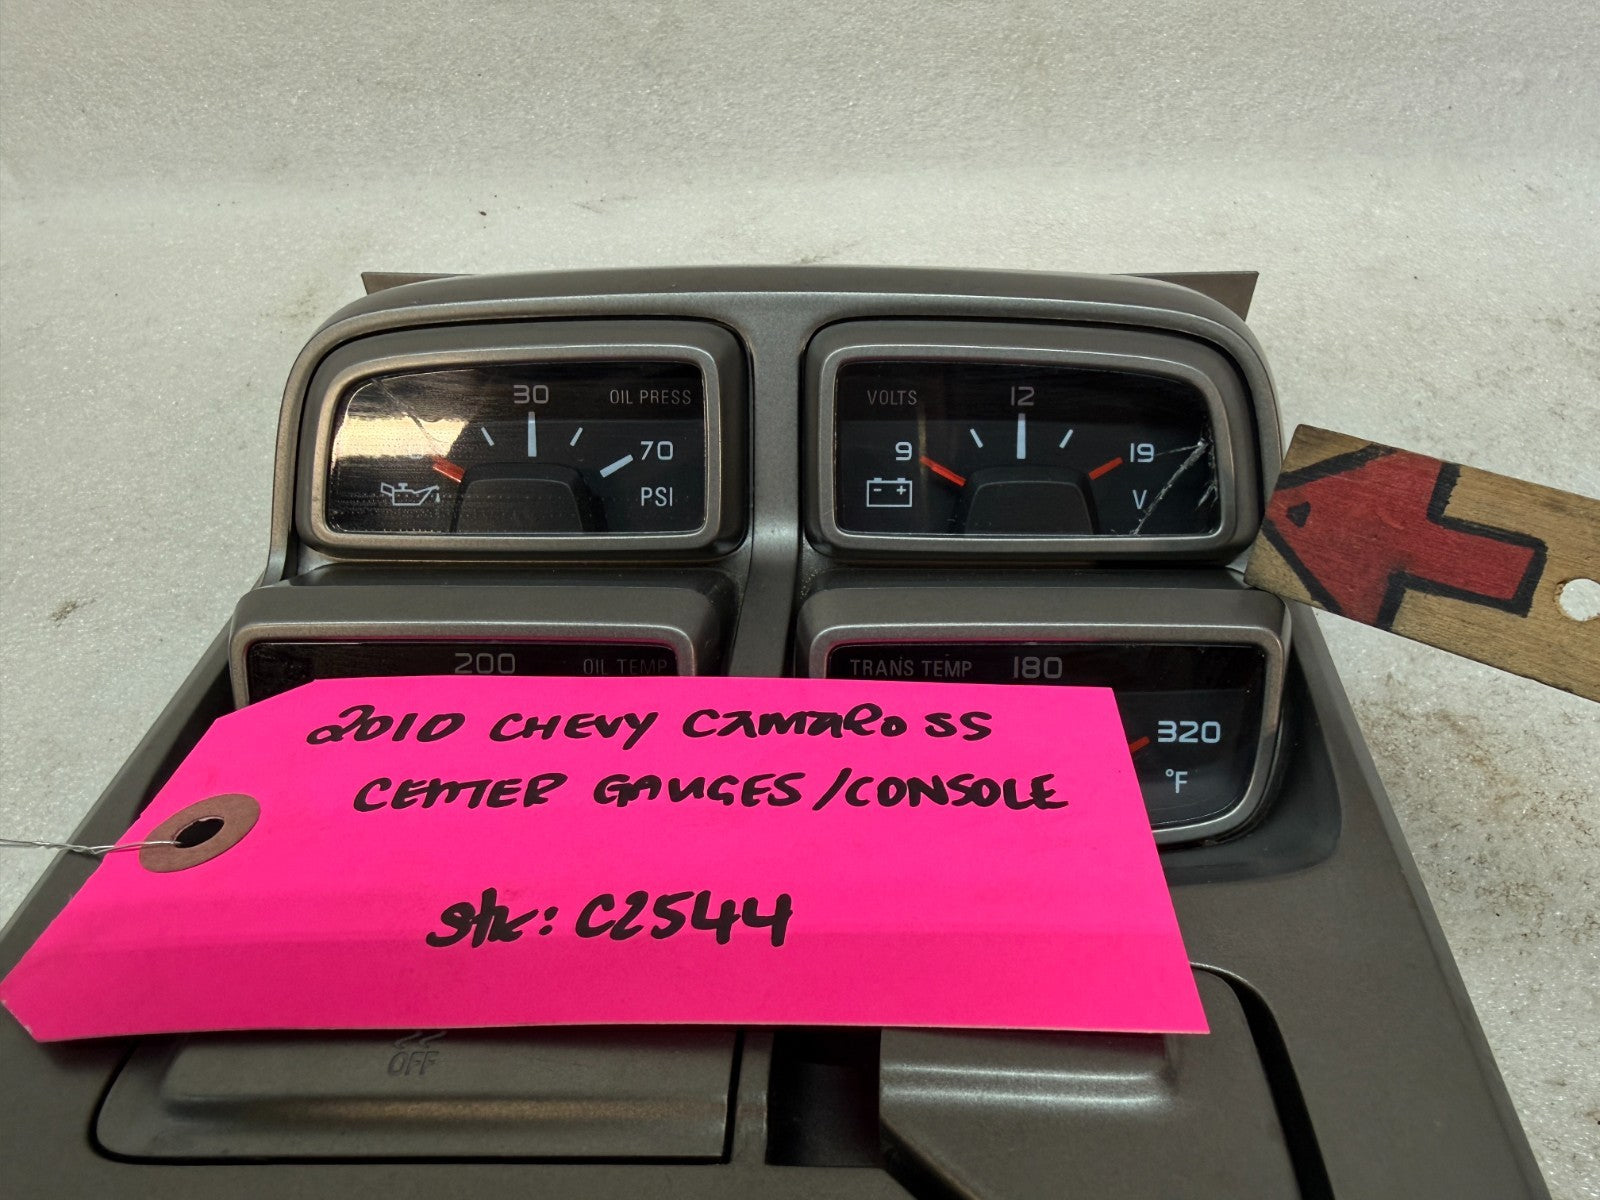 30 OIL PRESS
70
PSI
VOLTS 12
9 19
V
200 OIL TEMP
TRANS TEMP 180
320
°F
2010 CHEVY CAMARO SS
CENTER GAUGES/CONSOLE
stk: C2544
OFF